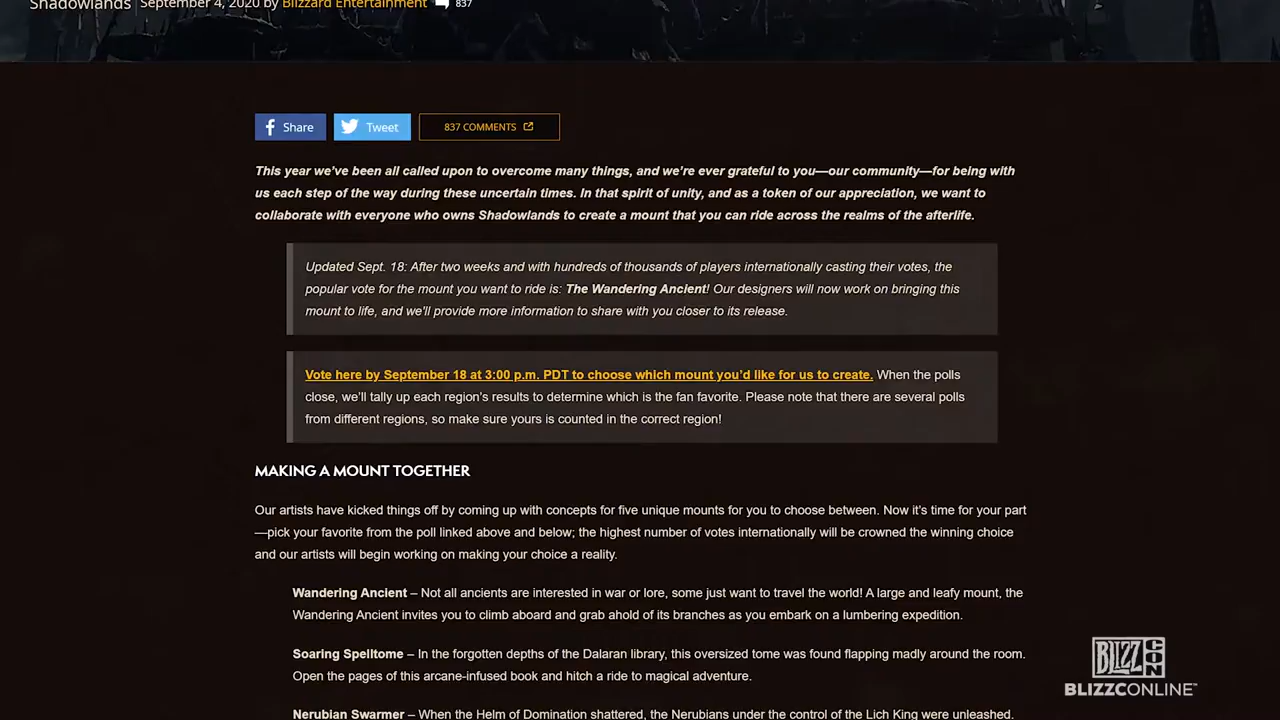 Shadowlands September 4, 2020 by Blizzard Entertainment 837
Share Tweet 837 COMMENTS
This year we've been all called upon to overcome many things, and we're ever grateful to you—our community—for being with
us each step of the way during these uncertain times. In that spirit of unity, and as a token of our appreciation, we want to
collaborate with everyone who owns Shadowlands to create a mount that you can ride across the realms of the afterlife.
Updated Sept. 18: After two weeks and with hundreds of thousands of players internationally casting their votes, the
popular vote for the mount you want to ride is: The Wandering Ancient! Our designers will now work on bringing this
mount to life, and we'll provide more information to share with you closer to its release.
Vote here by September 18 at 3:00 p.m. PDT to choose which mount you'd like for us to create. When the polls
close, we'll tally up each region's results to determine which is the fan favorite. Please note that there are several polls
from different regions, so make sure yours is counted in the correct region!
MAKING A MOUNT TOGETHER
Our artists have kicked things off by coming up with concepts for five unique mounts for you to choose between. Now it's time for your part
—pick your favorite from the poll linked above and below; the highest number of votes internationally will be crowned the winning choice
and our artists will begin working on making your choice a reality.
Wandering Ancient – Not all ancients are interested in war or lore, some just want to travel the world! A large and leafy mount, the
Wandering Ancient invites you to climb aboard and grab ahold of its branches as you embark on a lumbering expedition.
Soaring Spelltome – In the forgotten depths of the Dalaran library, this oversized tome was found flapping madly around the room.
Open the pages of this arcane-infused book and hitch a ride to magical adventure.
Nerubian Swarmer – When the Helm of Domination shattered, the Nerubians under the control of the Lich King were unleashed.
BLIZZCON
BLIZZCONLINE™